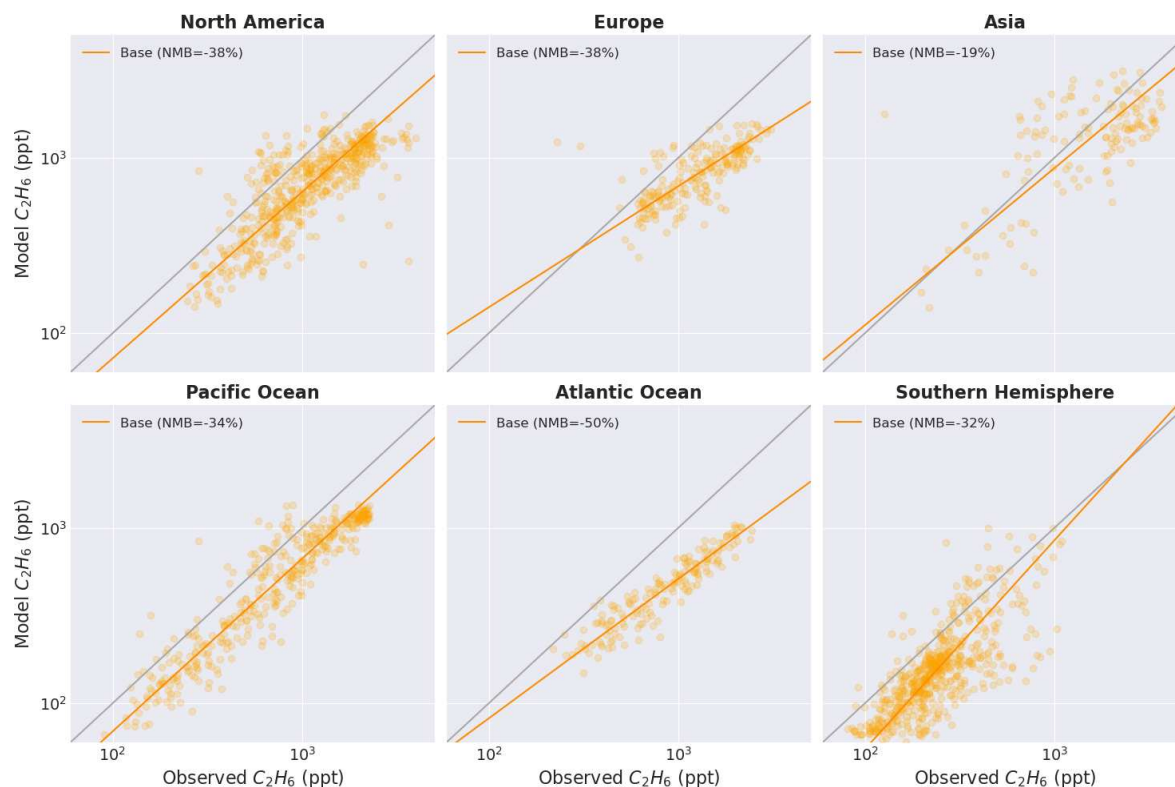 North America
Europe
Asia
Base (NMB=-38%)
Base (NMB=-38%)
Base (NMB=-19%)
Model C₂H₆ (ppt)
10³
10²
Pacific Ocean
Atlantic Ocean
Southern Hemisphere
Base (NMB=-34%)
Base (NMB=-50%)
Base (NMB=-32%)
Model C₂H₆ (ppt)
10³
10²
10² 10³
10² 10³
10² 10³
Observed C₂H₆ (ppt)
Observed C₂H₆ (ppt)
Observed C₂H₆ (ppt)